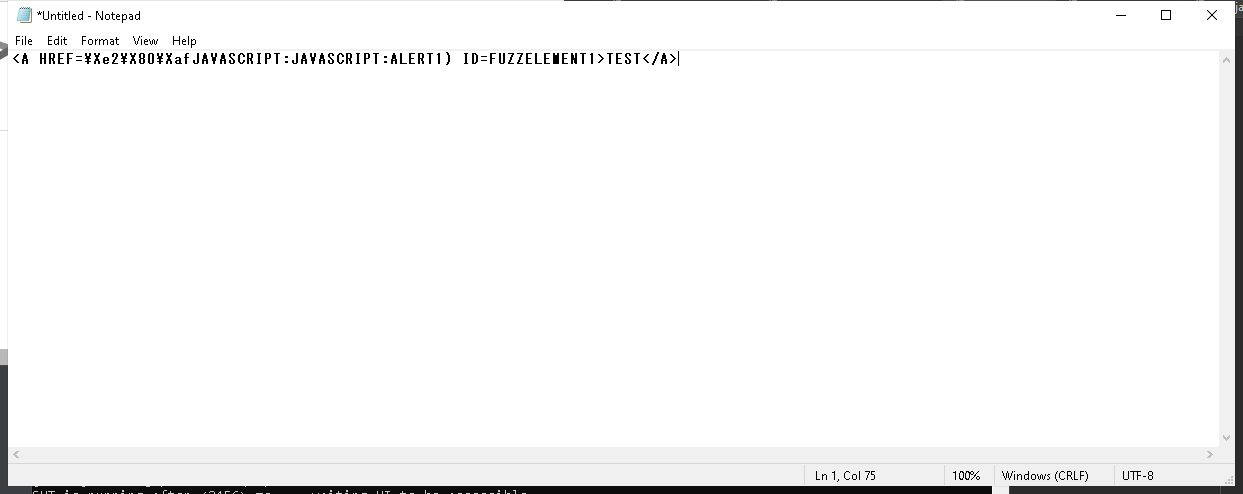 *Untitled - Notepad
File Edit Format View Help
<A HREF=¥Xe2¥X80¥XafJAVASCRIPT:JAVASCRIPT:ALERT1) ID=FUZZELEMENT1>TEST</A>
Ln 1, Col 75 100% Windows (CRLF) UTF-8